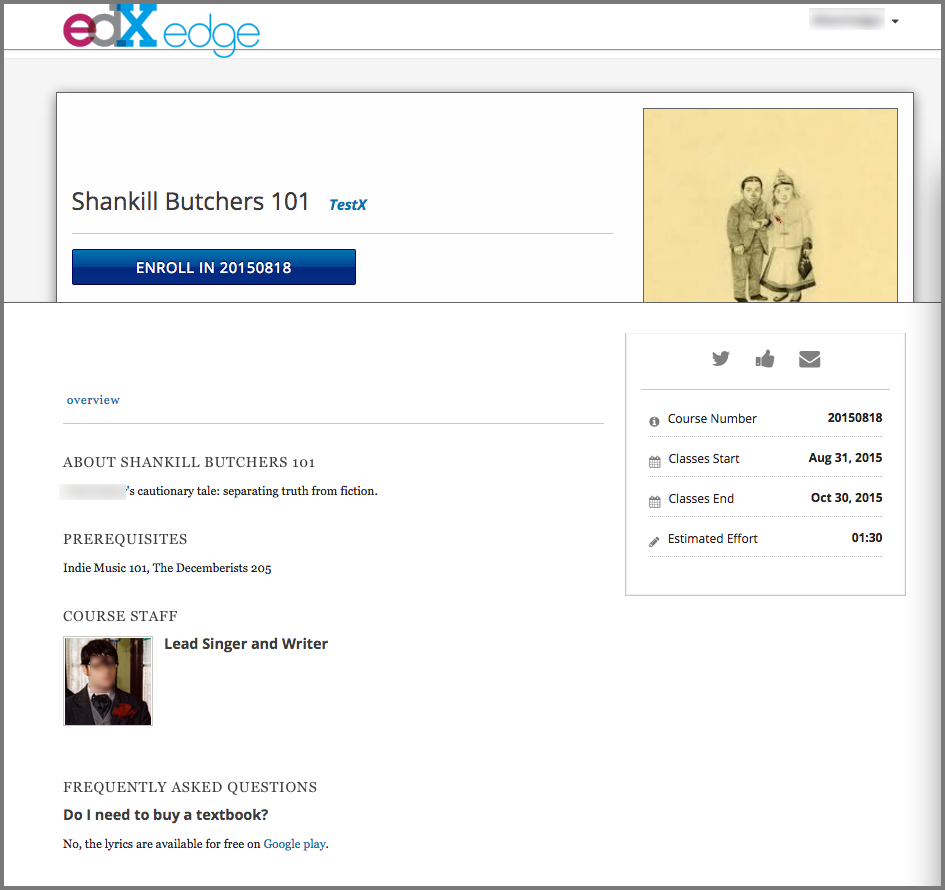 edX edge
Shankill Butchers 101 TestX
ENROLL IN 20150818
overview
ABOUT SHANKILL BUTCHERS 101
's cautionary tale: separating truth from fiction.
PREREQUISITES
Indie Music 101, The Decemberists 205
COURSE STAFF
Lead Singer and Writer
FREQUENTLY ASKED QUESTIONS
Do I need to buy a textbook?
No, the lyrics are available for free on Google play.
Course Number 20150818
Classes Start Aug 31, 2015
Classes End Oct 30, 2015
Estimated Effort 01:30